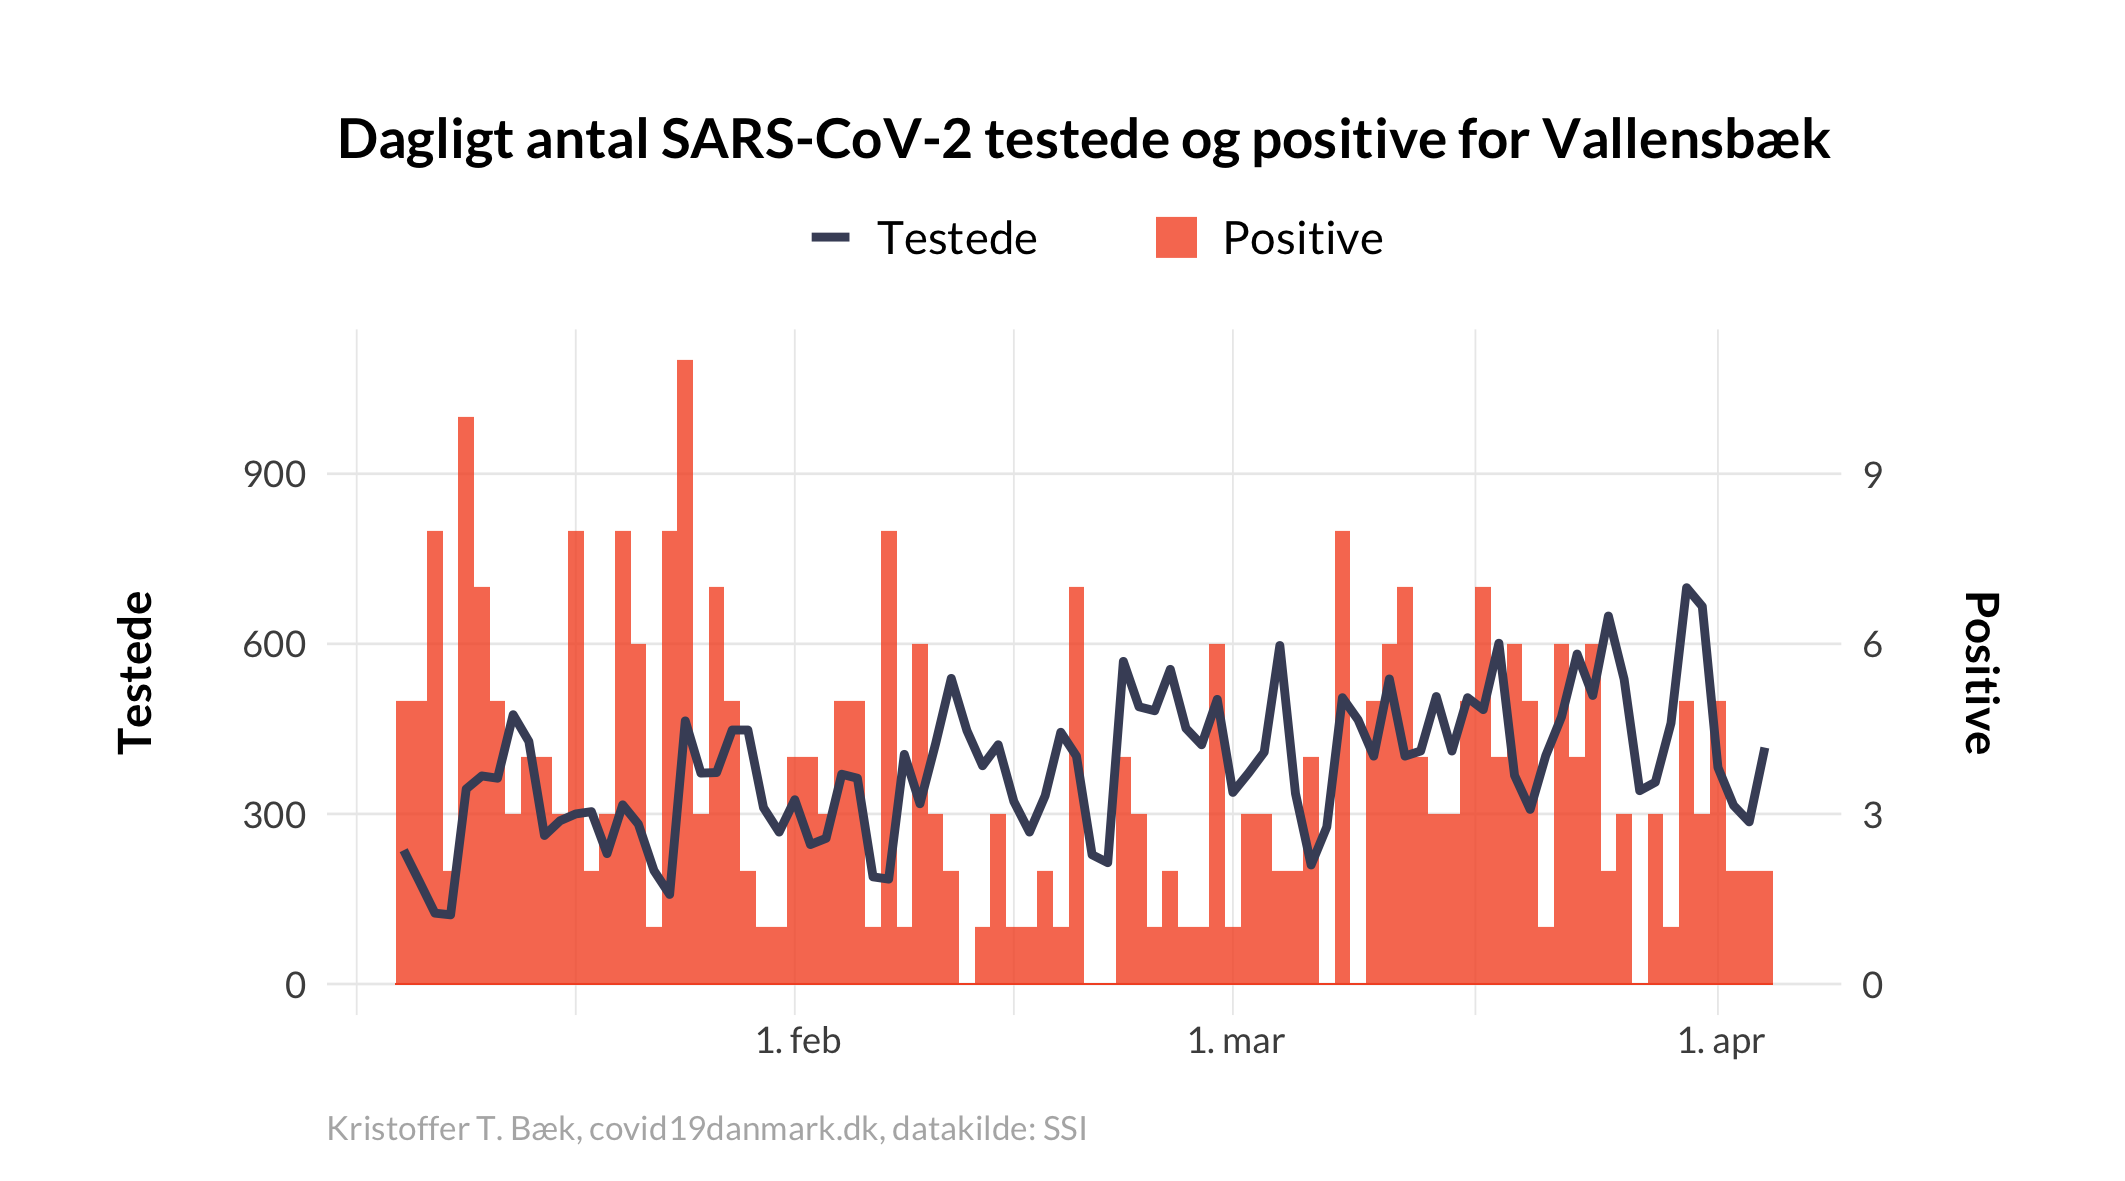 Dagligt antal SARS-CoV-2 testede og positive for Vallensbæk
Testede Positive
900 9
600 6
300 3
0 0
Testede
Positive
1. feb 1. mar 1. apr
Kristoffer T. Bæk, covid19danmark.dk, datakilde: SSI